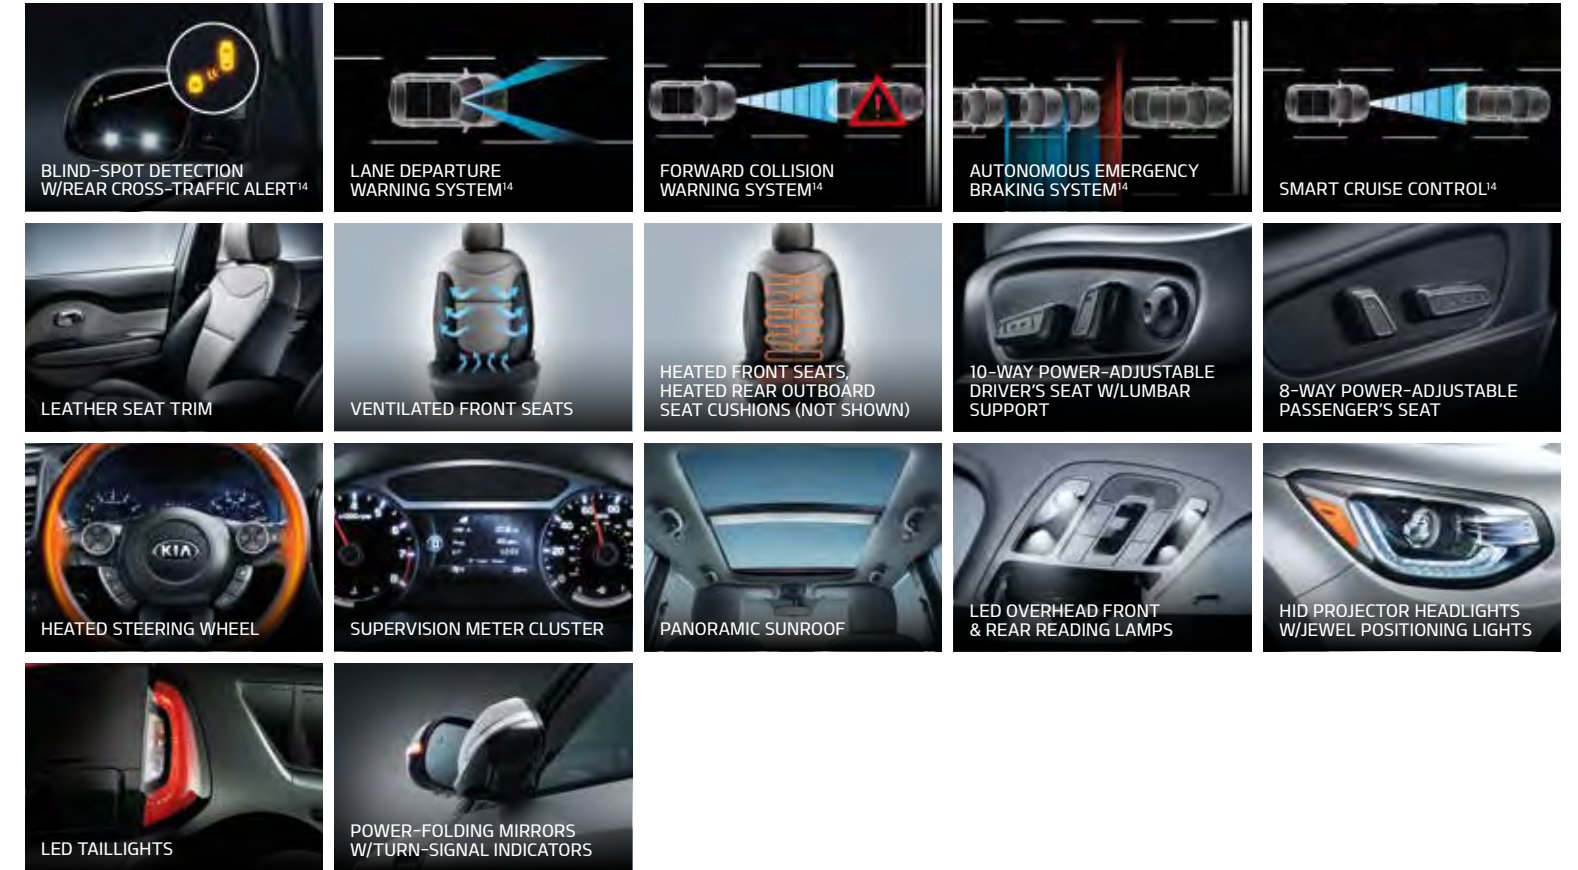 BLIND-SPOT DETECTION
W/REAR CROSS-TRAFFIC ALERT¹⁴
LANE DEPARTURE
WARNING SYSTEM¹⁴
FORWARD COLLISION
WARNING SYSTEM¹⁴
AUTONOMOUS EMERGENCY
BRAKING SYSTEM¹⁴
SMART CRUISE CONTROL¹⁴
LEATHER SEAT TRIM
VENTILATED FRONT SEATS
HEATED FRONT SEATS,
HEATED REAR OUTBOARD
SEAT CUSHIONS (NOT SHOWN)
10-WAY POWER-ADJUSTABLE
DRIVER'S SEAT W/LUMBAR
SUPPORT
8-WAY POWER-ADJUSTABLE
PASSENGER'S SEAT
KIA
HEATED STEERING WHEEL
SUPERVISION METER CLUSTER
PANORAMIC SUNROOF
LED OVERHEAD FRONT
& REAR READING LAMPS
HID PROJECTOR HEADLIGHTS
W/JEWEL POSITIONING LIGHTS
LED TAILLIGHTS
POWER-FOLDING MIRRORS
W/TURN-SIGNAL INDICATORS